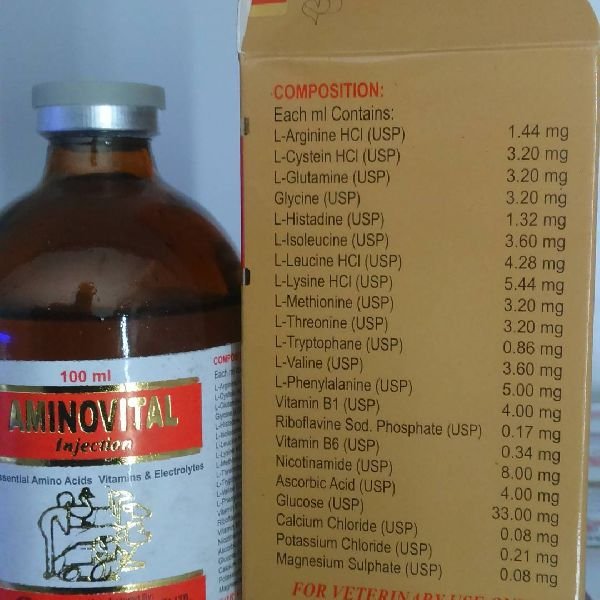 COMPOSITION:
Each ml Contains:
L-Arginine HCl (USP) 1.44 mg
L-Cystein HCl (USP) 3.20 mg
L-Glutamine (USP) 3.20 mg
Glycine (USP) 3.20 mg
L-Histadine (USP) 1.32 mg
L-Isoleucine (USP) 3.60 mg
L-Leucine HCl (USP) 4.28 mg
L-Lysine HCl (USP) 5.44 mg
L-Methionine (USP) 3.20 mg
L-Threonine (USP) 3.20 mg
L-Tryptophane (USP) 0.86 mg
L-Valine (USP) 3.60 mg
L-Phenylalanine (USP) 5.00 mg
Vitamin B1 (USP) 4.00 mg
Riboflavine Sod. Phosphate (USP) 0.17 mg
Vitamin B6 (USP) 0.34 mg
Nicotinamide (USP) 8.00 mg
Ascorbic Acid (USP) 4.00 mg
Glucose (USP) 33.00 mg
Calcium Chloride (USP) 0.08 mg
Potassium Chloride (USP) 0.21 mg
Magnesium Sulphate (USP) 0.08 mg
FOR VETERINARY USE
100 ml
AMINOVITAL
Injection
Amino Acids Vitamins & Electrolytes